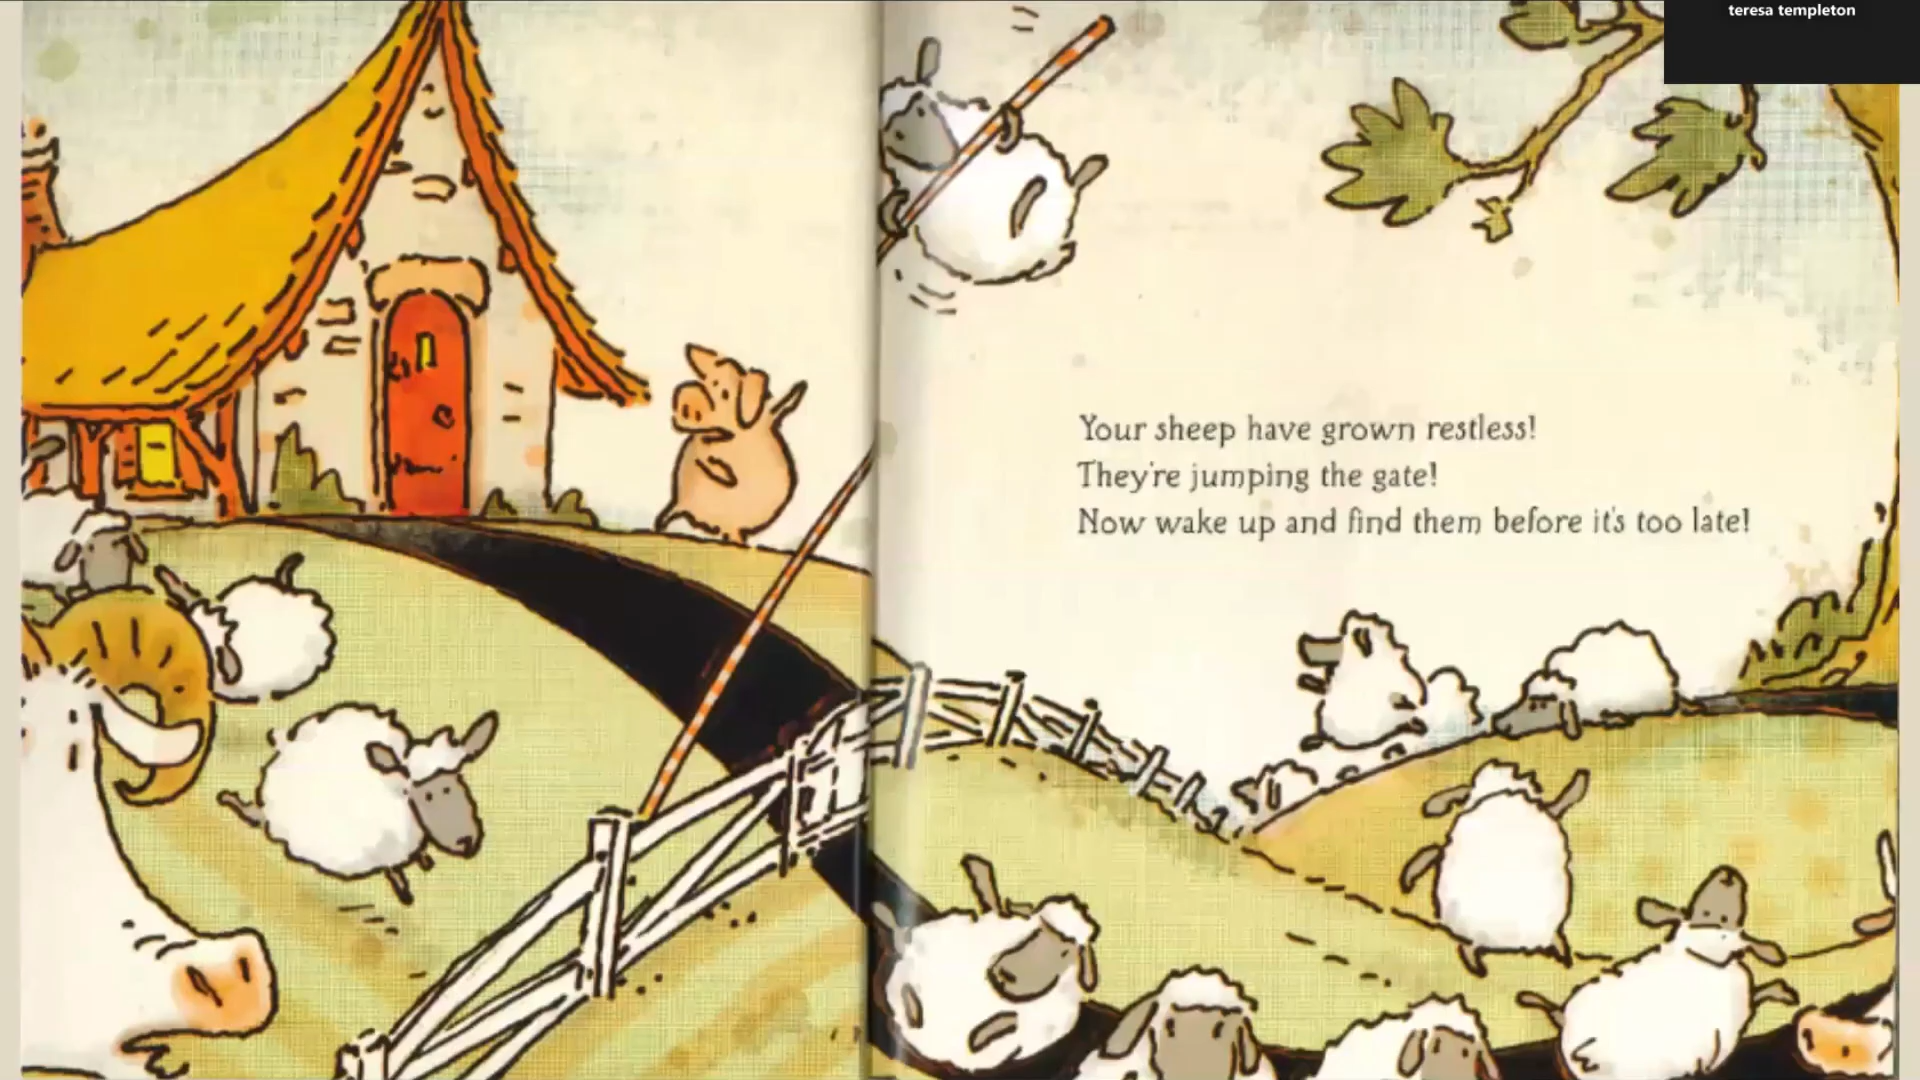 teresa templeton
Your sheep have grown restless!
They're jumping the gate!
Now wake up and find them before it's too late!